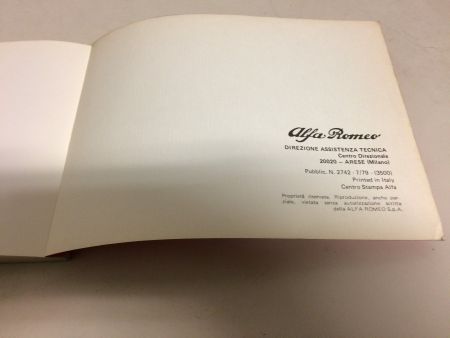 Alfa Romeo
DIREZIONE ASSISTENZA TECNICA
Centro Direzionale
20020 – ARESE (Milano)
Pubblic. N. 2742 - 7/79 - (3500)
Printed in Italy
Centro Stampa Alfa
Proprietà riservata. Riproduzione, anche par-
ziale, vietata senza autorizzazione scritta
della ALFA ROMEO S.p.A.